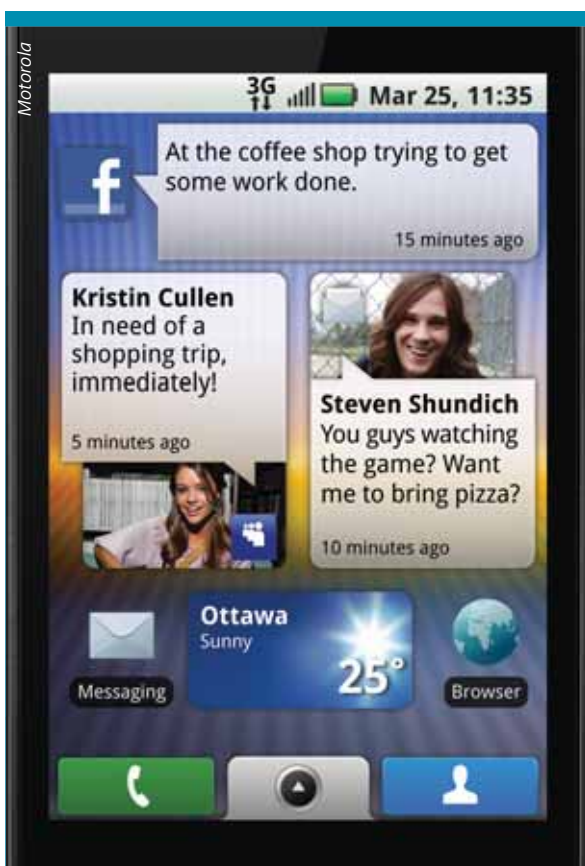 Motorola
3G
Mar 25, 11:35
f
At the coffee shop trying to get
some work done.
15 minutes ago
Kristin Cullen
In need of a
shopping trip,
immediately!
5 minutes ago
Steven Shundich
You guys watching
the game? Want
me to bring pizza?
10 minutes ago
Ottawa
Sunny
25°
Messaging
Browser